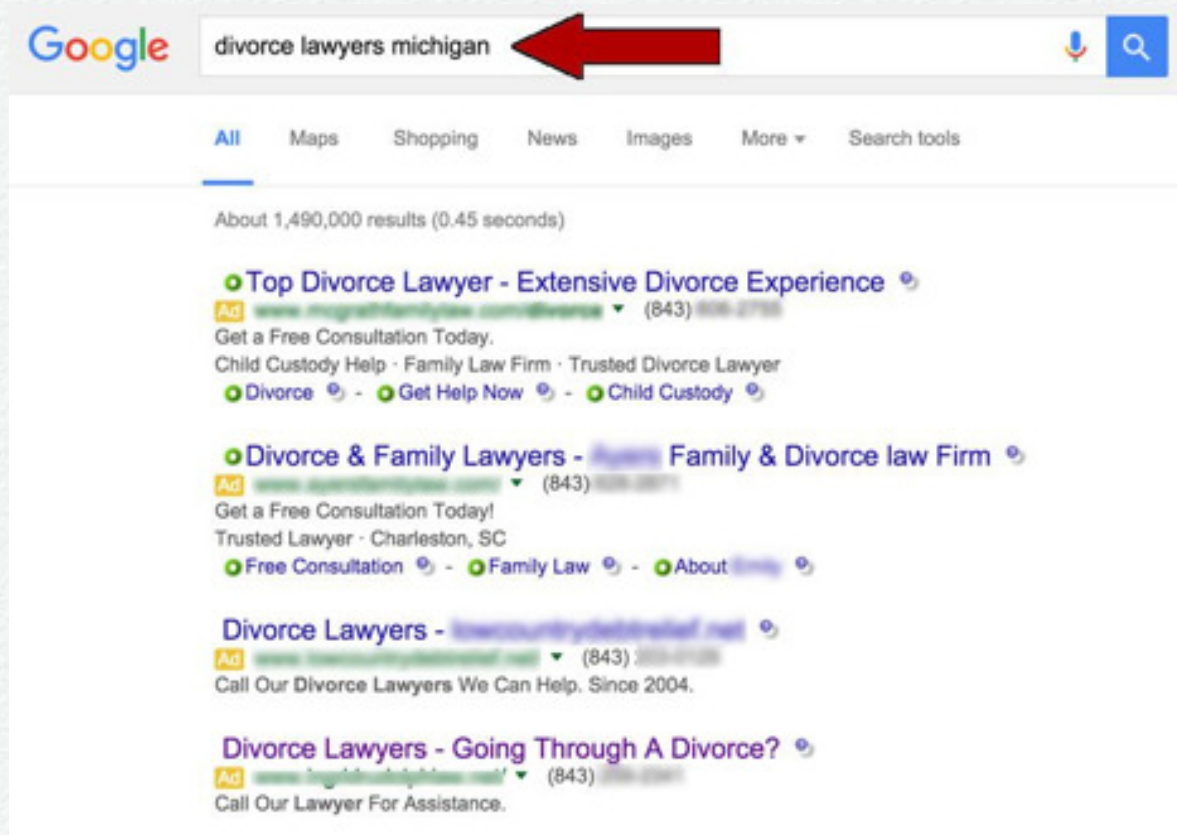 Google divorce lawyers michigan
All Maps Shopping News Images More Search tools
About 1,490,000 results (0.45 seconds)
Top Divorce Lawyer - Extensive Divorce Experience
Ad (843)
Get a Free Consultation Today.
Child Custody Help · Family Law Firm · Trusted Divorce Lawyer
Divorce - Get Help Now - Child Custody
Divorce & Family Lawyers - Family & Divorce law Firm
Ad (843)
Get a Free Consultation Today!
Trusted Lawyer · Charleston, SC
Free Consultation - Family Law - About
Divorce Lawyers -
Ad (843)
Call Our Divorce Lawyers We Can Help. Since 2004.
Divorce Lawyers - Going Through A Divorce?
Ad (843)
Call Our Lawyer For Assistance.